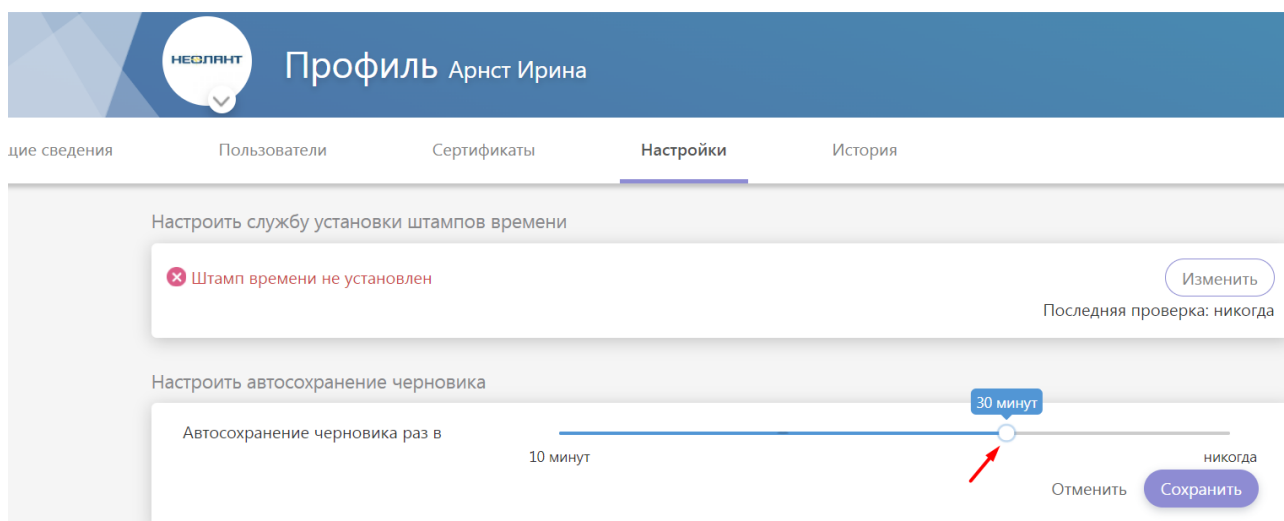 НЕОЛАНТ
Профиль Арнст Ирина
щие сведения Пользователи Сертификаты Настройки История
Настроить службу установки штампов времени
Штамп времени не установлен
Изменить
Последняя проверка: никогда
Настроить автосохранение черновика
30 минут
Автосохранение черновика раз в
10 минут никогда
Отменить Сохранить